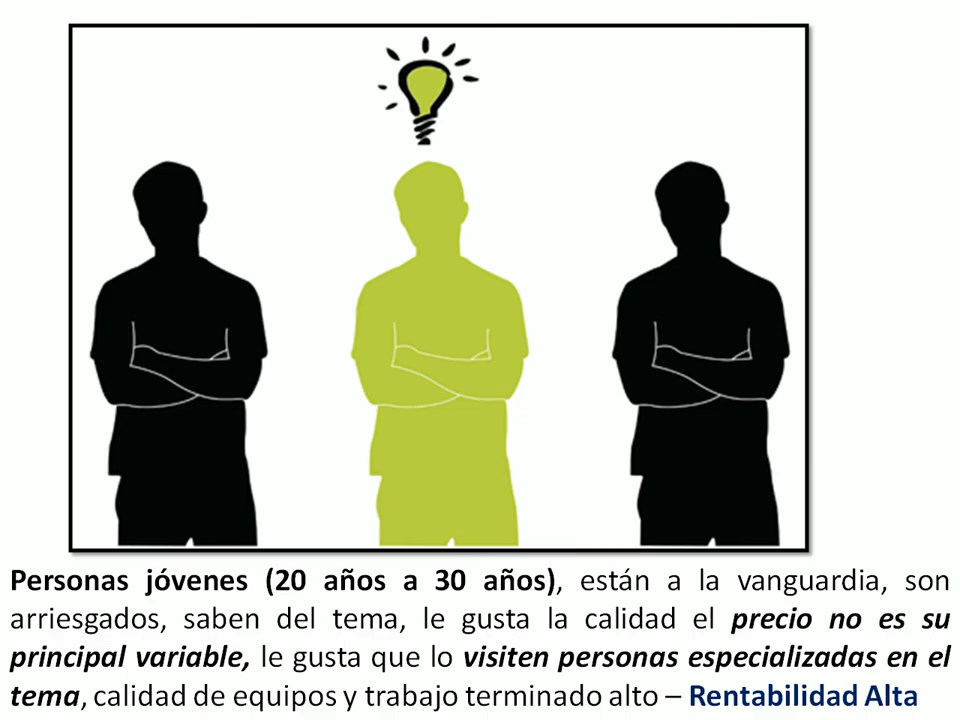 Personas jóvenes (20 años a 30 años), están a la vanguardia, son
arriesgados, saben del tema, le gusta la calidad el precio no es su
principal variable, le gusta que lo visiten personas especializadas en el
tema, calidad de equipos y trabajo terminado alto – Rentabilidad Alta